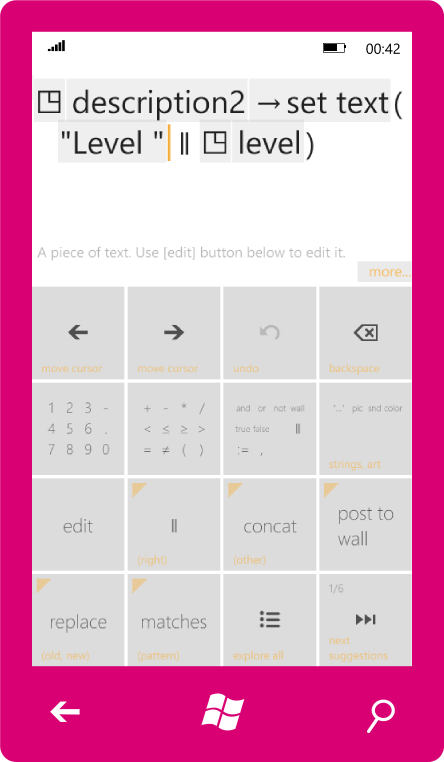 00:42
description2 → set text(
"Level " ‖ level)
A piece of text. Use [edit] button below to edit it.
more...
move cursor
move cursor
undo
backspace
1 2 3 -
4 5 6 .
7 8 9 0
+ - * /
< ≤ ≥ >
= ≠ ( )
and or not wall
true false ‖
:= ,
"..." pic snd color
strings, art
edit
‖
(right)
concat
(other)
post to
wall
replace
(old, new)
matches
(pattern)
explore all
1/6
next
suggestions